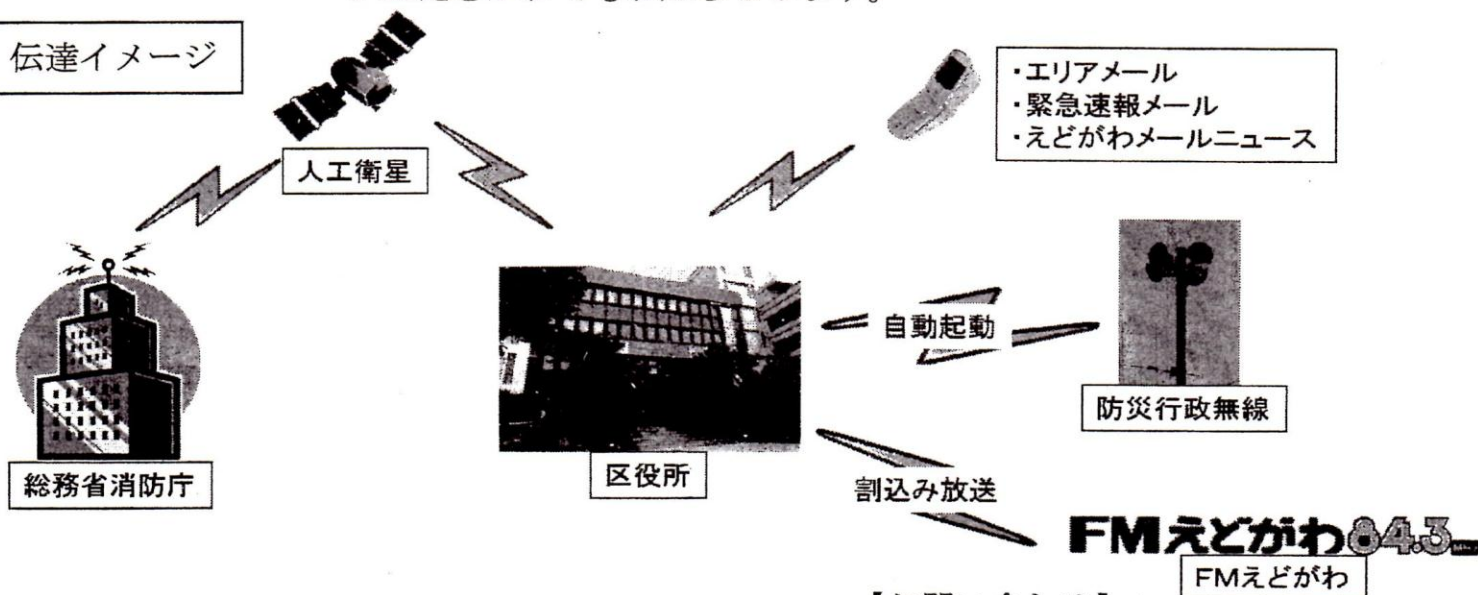 伝達イメージ
人工衛星
・エリアメール
・緊急速報メール
・えどがわメールニュース
総務省消防庁
区役所
自動起動
防災行政無線
割込み放送
FMえどがわ84.3
FMえどがわ